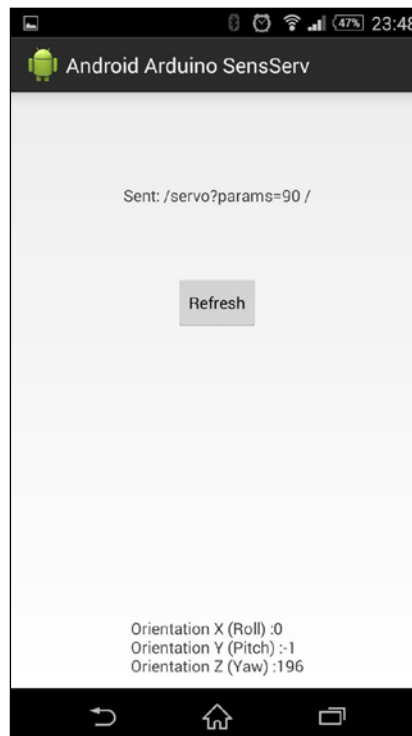 47% 23:48
Android Arduino SensServ
Sent: /servo?params=90 /
Refresh
Orientation X (Roll) :0
Orientation Y (Pitch) :-1
Orientation Z (Yaw) :196